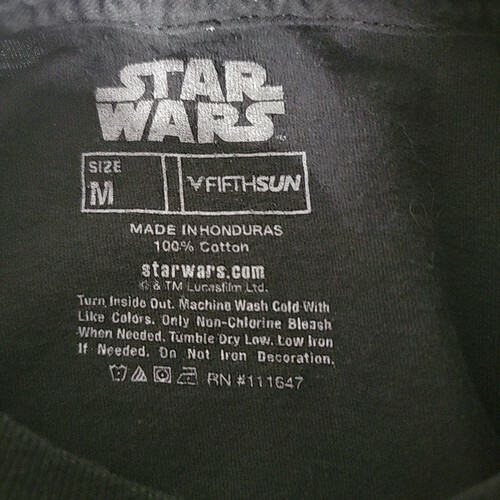 STAR
WARS
SIZE
M
FIFTHSUN
MADE IN HONDURAS
100% Cotton
starwars.com
© & TM Lucasfilm Ltd.
Turn Inside Out. Machine Wash Cold With
Like Colors. Only Non-Chlorine Bleach
When Needed. Tumble Dry Low. Low Iron
If Needed. Do Not Iron Decoration.
RN #111647